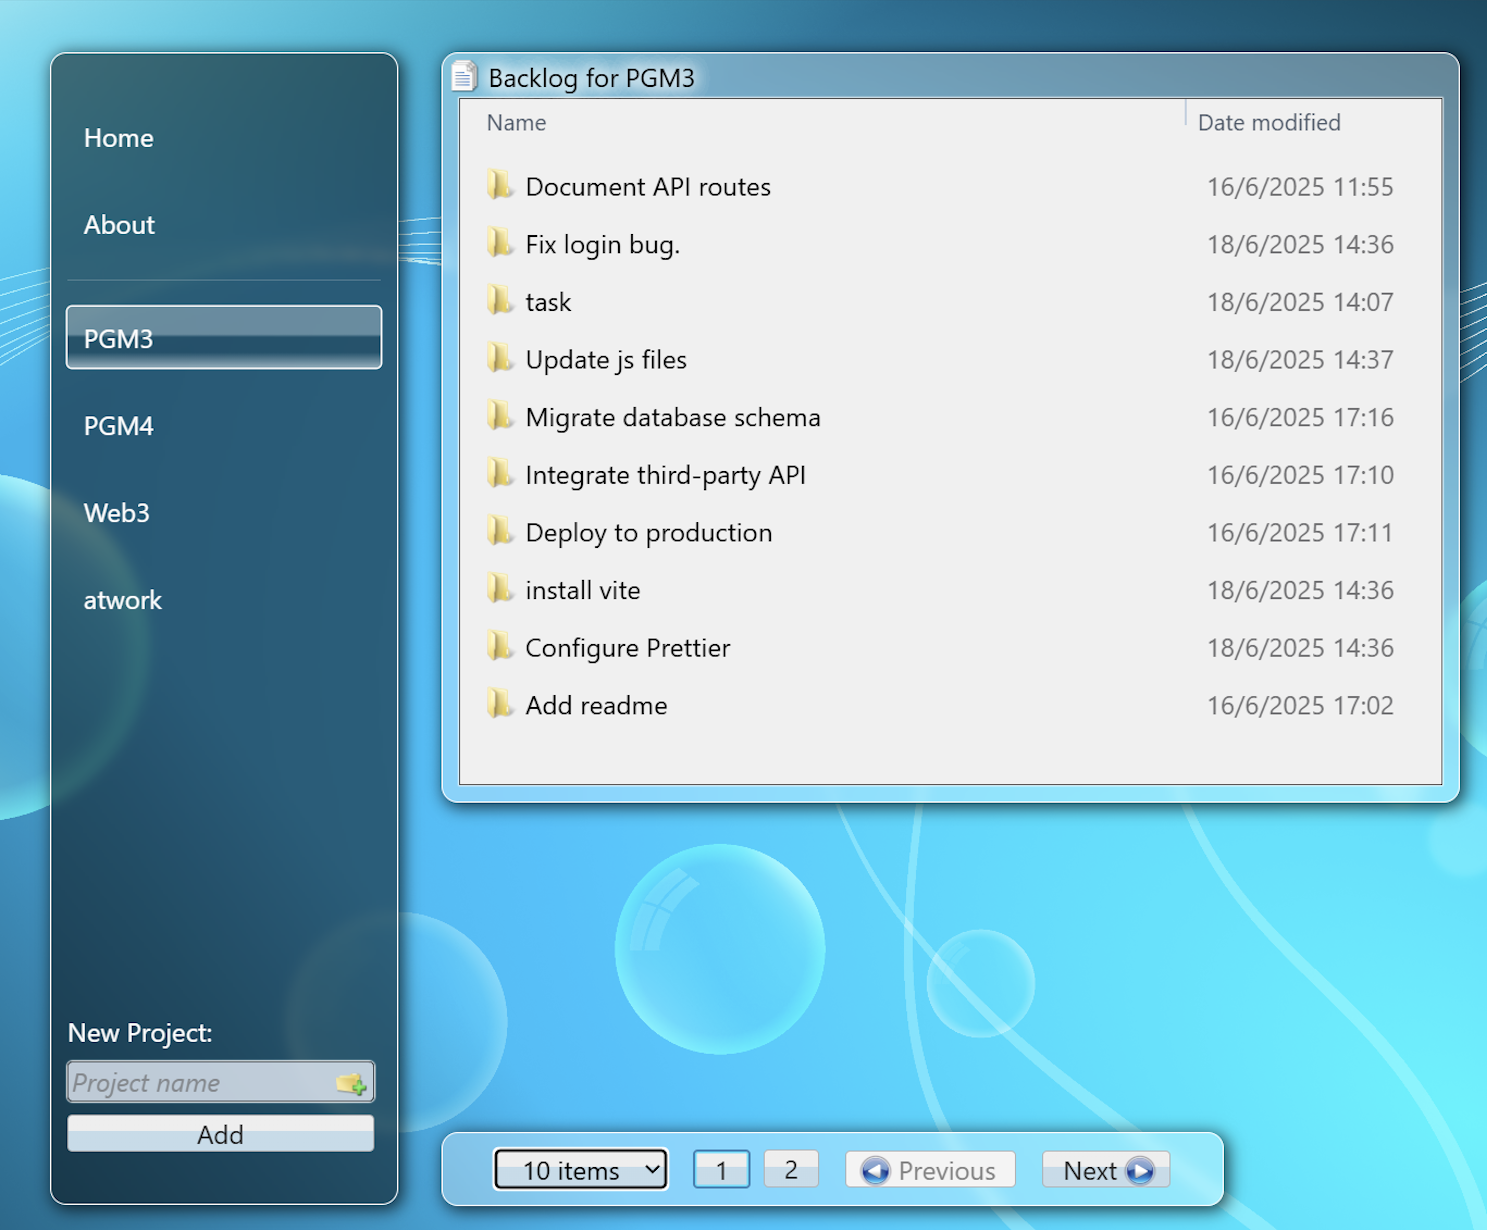 Home
About
PGM3
PGM4
Web3
atwork
New Project:
Project name
Add
Backlog for PGM3
Name Date modified
Document API routes 16/6/2025 11:55
Fix login bug. 18/6/2025 14:36
task 18/6/2025 14:07
Update js files 18/6/2025 14:37
Migrate database schema 16/6/2025 17:16
Integrate third-party API 16/6/2025 17:10
Deploy to production 16/6/2025 17:11
install vite 18/6/2025 14:36
Configure Prettier 18/6/2025 14:36
Add readme 16/6/2025 17:02
10 items 1 2 Previous Next